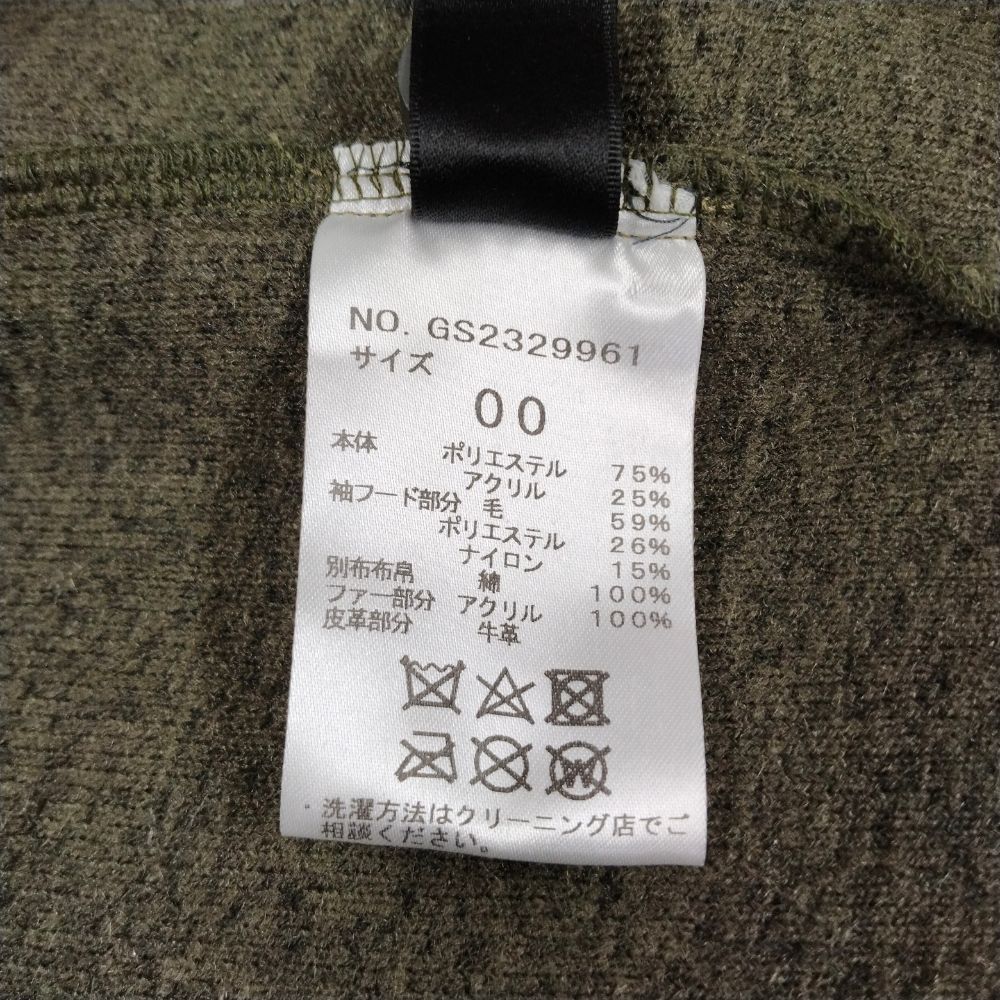 NO. GS2329961
サイズ
00
本体 ポリエステル 75%
アクリル 25%
袖フード部分 毛 59%
ポリエステル 26%
ナイロン 15%
別布布帛 綿 100%
ファー部分 アクリル 100%
皮革部分 牛革
W
・洗濯方法はクリーニング店でご
相談ください。